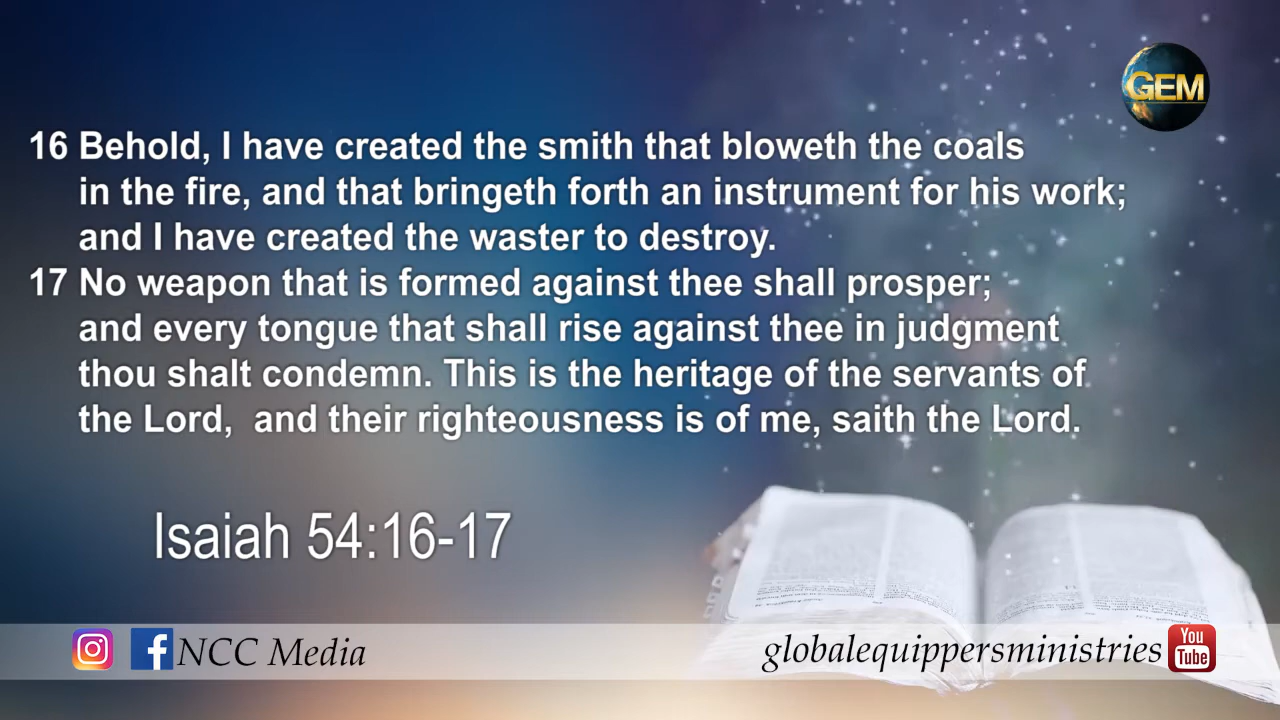 GEM
16 Behold, I have created the smith that bloweth the coals
in the fire, and that bringeth forth an instrument for his work;
and I have created the waster to destroy.
17 No weapon that is formed against thee shall prosper;
and every tongue that shall rise against thee in judgment
thou shalt condemn. This is the heritage of the servants of
the Lord,  and their righteousness is of me, saith the Lord.
Isaiah 54:16-17
NCC Media
globalequippersministries
You
Tube